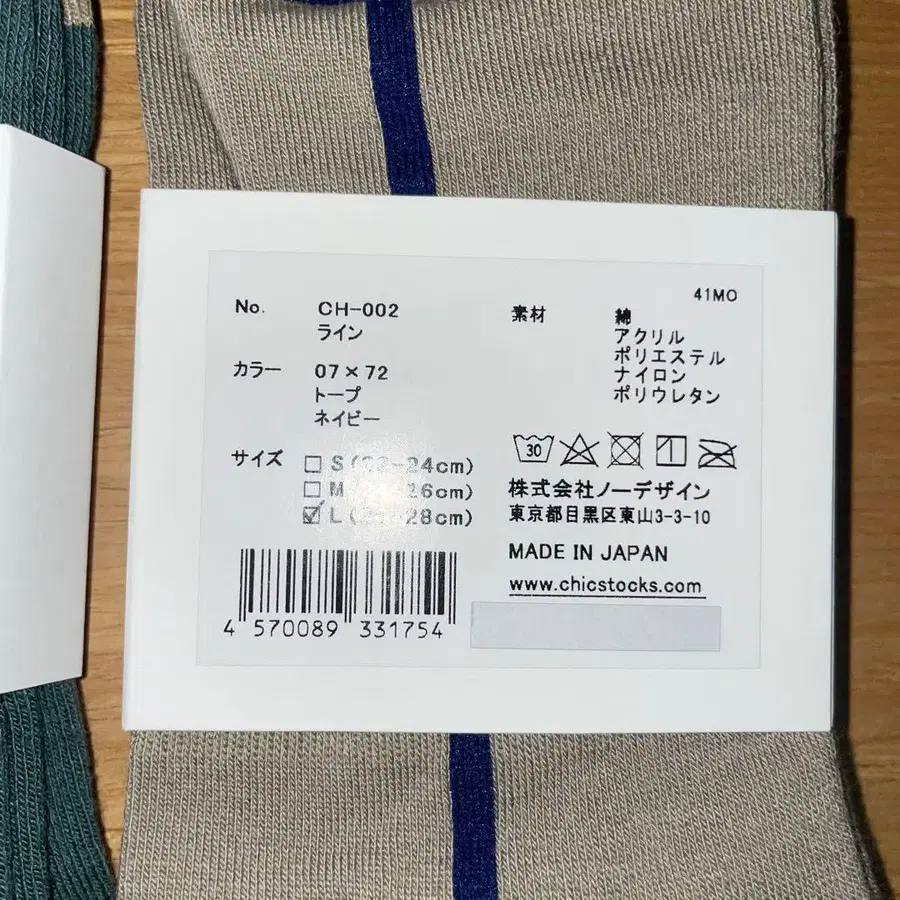 No. CH-002
ライン
カラー 07×72
トープ
ネイビー
サイズ
S( -24cm)
M( 26cm)
☑ L( 28cm)
4 570089 331754
41MO
素材 綿
アクリル
ポリエステル
ナイロン
ポリウレタン
30
株式会社ノーデザイン
東京都目黒区東山3-3-10
MADE IN JAPAN
www.chicstocks.com